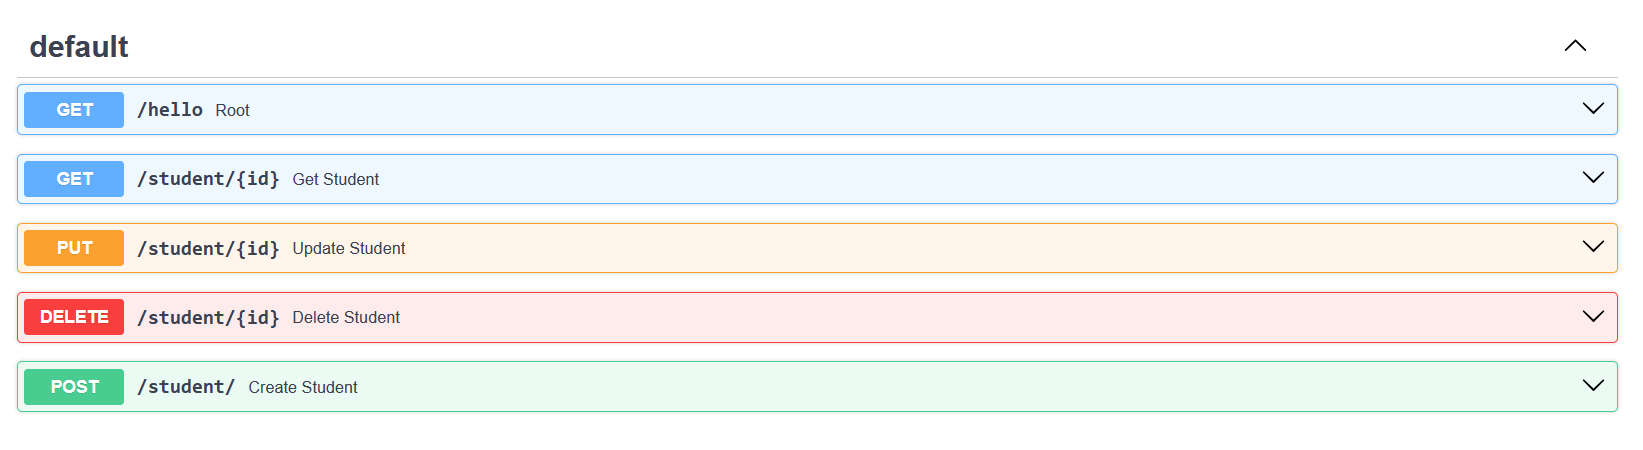 default
GET /hello Root
GET /student/{id} Get Student
PUT /student/{id} Update Student
DELETE /student/{id} Delete Student
POST /student/ Create Student